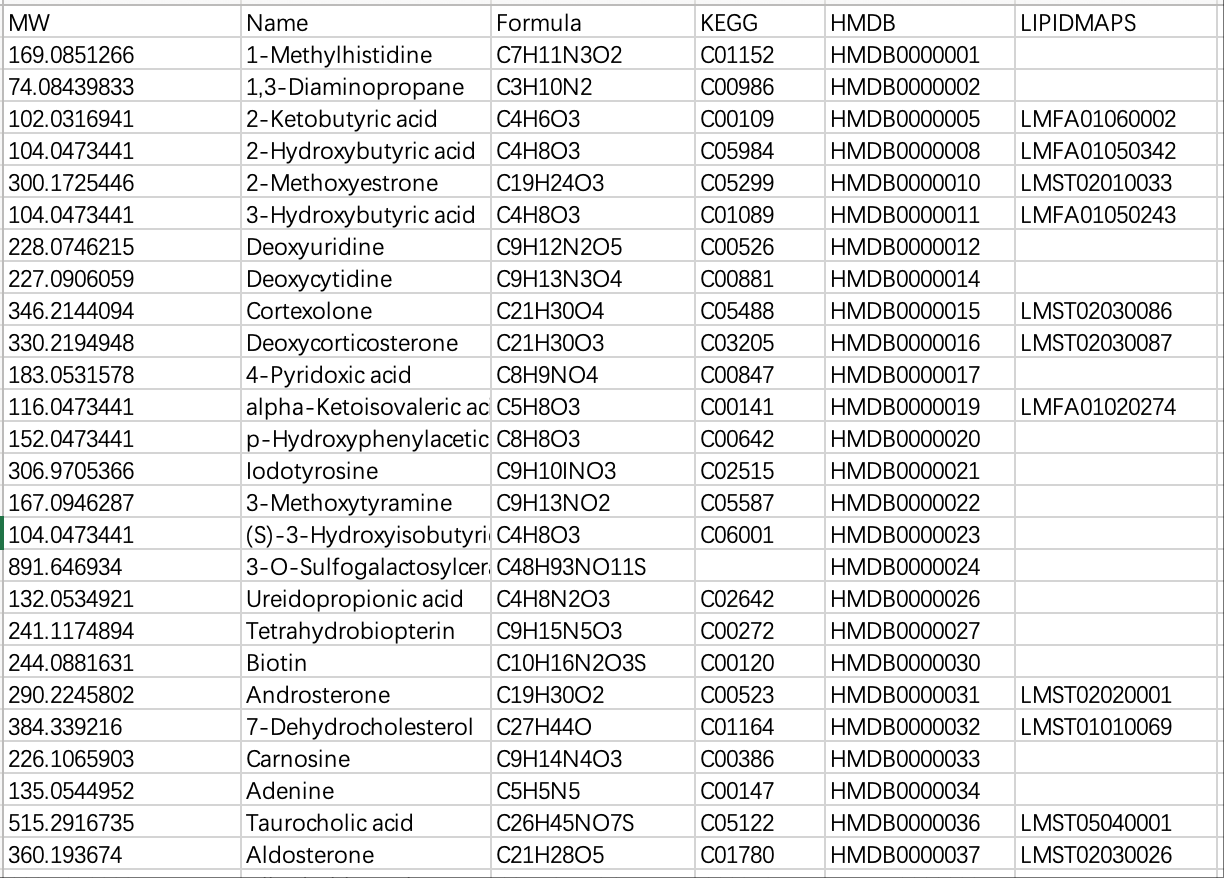 MW Name Formula KEGG HMDB LIPIDMAPS
169.0851266 1-Methylhistidine C7H11N3O2 C01152 HMDB0000001
74.08439833 1,3-Diaminopropane C3H10N2 C00986 HMDB0000002
102.0316941 2-Ketobutyric acid C4H6O3 C00109 HMDB0000005 LMFA01060002
104.0473441 2-Hydroxybutyric acid C4H8O3 C05984 HMDB0000008 LMFA01050342
300.1725446 2-Methoxyestrone C19H24O3 C05299 HMDB0000010 LMST02010033
104.0473441 3-Hydroxybutyric acid C4H8O3 C01089 HMDB0000011 LMFA01050243
228.0746215 Deoxyuridine C9H12N2O5 C00526 HMDB0000012
227.0906059 Deoxycytidine C9H13N3O4 C00881 HMDB0000014
346.2144094 Cortexolone C21H30O4 C05488 HMDB0000015 LMST02030086
330.2194948 Deoxycorticosterone C21H30O3 C03205 HMDB0000016 LMST02030087
183.0531578 4-Pyridoxic acid C8H9NO4 C00847 HMDB0000017
116.0473441 alpha-Ketoisovaleric ac C5H8O3 C00141 HMDB0000019 LMFA01020274
152.0473441 p-Hydroxyphenylacetic C8H8O3 C00642 HMDB0000020
306.9705366 Iodotyrosine C9H10INO3 C02515 HMDB0000021
167.0946287 3-Methoxytyramine C9H13NO2 C05587 HMDB0000022
104.0473441 (S)-3-Hydroxyisobutyri C4H8O3 C06001 HMDB0000023
891.646934 3-O-Sulfogalactosylcer C48H93NO11S HMDB0000024
132.0534921 Ureidopropionic acid C4H8N2O3 C02642 HMDB0000026
241.1174894 Tetrahydrobiopterin C9H15N5O3 C00272 HMDB0000027
244.0881631 Biotin C10H16N2O3S C00120 HMDB0000030
290.2245802 Androsterone C19H30O2 C00523 HMDB0000031 LMST02020001
384.339216 7-Dehydrocholesterol C27H44O C01164 HMDB0000032 LMST01010069
226.1065903 Carnosine C9H14N4O3 C00386 HMDB0000033
135.0544952 Adenine C5H5N5 C00147 HMDB0000034
515.2916735 Taurocholic acid C26H45NO7S C05122 HMDB0000036 LMST05040001
360.193674 Aldosterone C21H28O5 C01780 HMDB0000037 LMST02030026